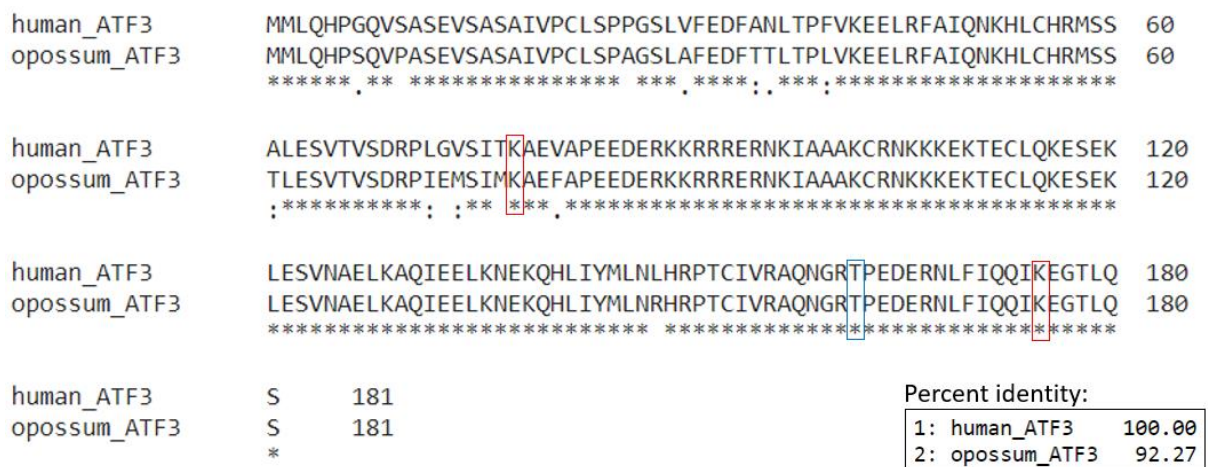 human_ATF3 MMLQHPGQVSASEVSASAIVPCLSPPGSLVFEDFANLTPFVKEELRFAIQNKHLCHRMSS 60
opossum_ATF3 MMLQHPSQVPASEVSASAIVPCLSPAGSLAFEDFTTLTPLVKEELRFAIQNKHLCHRMSS 60
******.** *************** ***.****:.***:********************
human_ATF3 ALESVTVSDRPLGVSITKAEVAPEEDERKKRRRERNKIAAAKCRNKKKEKTECLQKESEK 120
opossum_ATF3 TLESVTVSDRPIEMSIMKAEFAPEEDERKKRRRERNKIAAAKCRNKKKEKTECLQKESEK 120
:**********: :** ***.***************************************
human_ATF3 LESVNAELKAQIEELKNEKQHLIYMLNLHRPTCIVRAQNGRTPEDERNLFIQQIKEGTLQ 180
opossum_ATF3 LESVNAELKAQIEELKNEKQHLIYMLNRHRPTCIVRAQNGRTPEDERNLFIQQIKEGTLQ 180
*************************** ********************************
human_ATF3 S 181
opossum_ATF3 S 181
*
Percent identity:
1: human_ATF3 100.00
2: opossum_ATF3 92.27